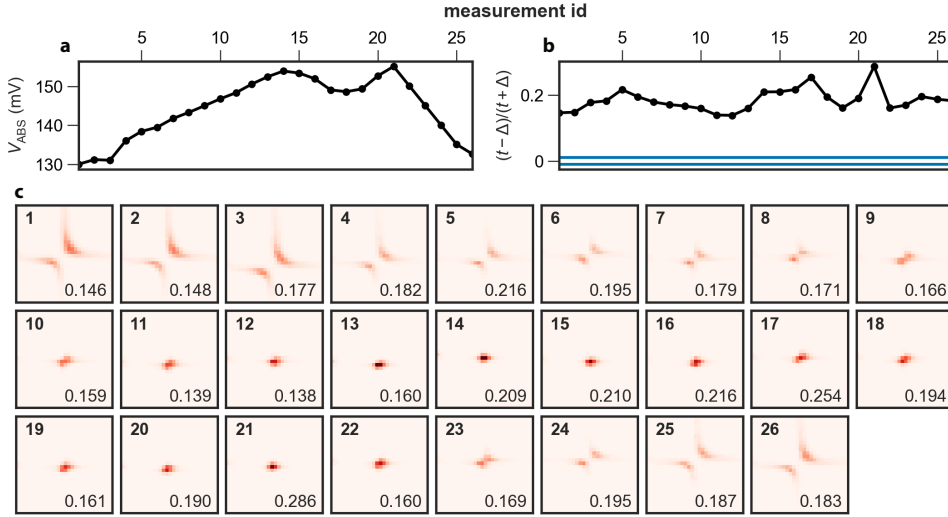 measurement id
a
5 10 15 20 25
V_ABS (mV)
150
140
130
b
5 10 15 20 25
(t − Δ)/(t + Δ)
0.2
0
c
1 2 3 4 5 6 7 8 9
0.146 0.148 0.177 0.182 0.216 0.195 0.179 0.171 0.166
10 11 12 13 14 15 16 17 18
0.159 0.139 0.138 0.160 0.209 0.210 0.216 0.254 0.194
19 20 21 22 23 24 25 26
0.161 0.190 0.286 0.160 0.169 0.195 0.187 0.183